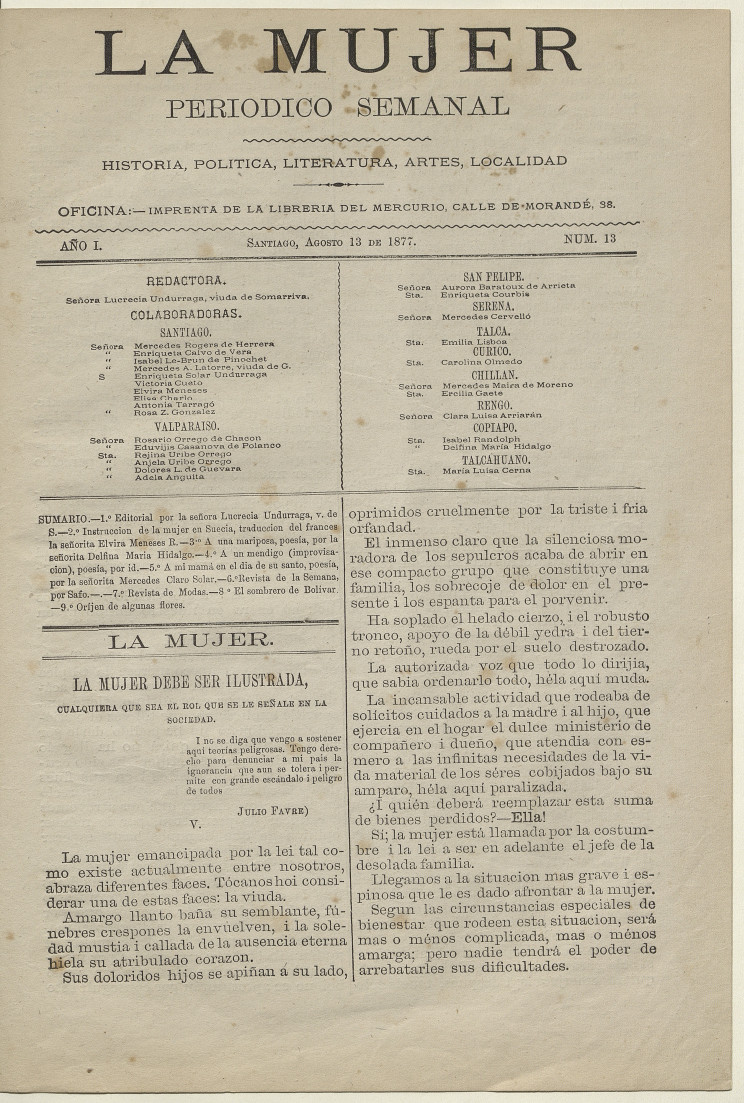 LA MUJER
PERIODICO SEMANAL
HISTORIA, POLITICA, LITERATURA, ARTES, LOCALIDAD
OFICINA:—IMPRENTA DE LA LIBRERIA DEL MERCURIO, CALLE DE MORANDÉ, 38.
AÑO I. SANTIAGO, AGOSTO 13 DE 1877. NUM. 13
REDACTORA.
Señora Lucrecia Undurraga, viuda de Somarriva.
COLABORADORAS.
SANTIAGO.
Señora Mercedes Rogers de Herrera
“ Enriqueta Calvo de Vera
“ Isabel Le-Brun de Pinochet
“ Mercedes A. Latorre, viuda de G.
S Enriqueta Solar Undurraga
Victoria Cueto
Elvira Meneses
Elisa
Antonia Tarragó
“ Rosa Z. Gonzalez
VALPARAISO.
Señora Rosario Orrego de Chacon
“ Eduvijis Casanova de Polanco
Sta. Rejina Uribe Orrego
“ Anjela Uribe Orrego
“ Dolores L. de Guevara
“ Adela Anguita
SAN FELIPE.
Señora Aurora Baratoux de Arrieta
Sta. Enriqueta Courbis
SERENA.
Señora Mercedes Cervelló
TALCA.
Sta. Emilia Lisboa
CURICO.
Sta. Carolina Olmedo
CHILLAN.
Señora Mercedes Maira de Moreno
Sta. Ercilia Gaete
RENGO.
Señora Clara Luisa Arriarán
COPIAPO.
Sta. Isabel Randolph
“ Delfina María Hidalgo
TALCAHUANO.
Sta. María Luisa Cerna
SUMARIO.—1.º Editorial por la señora Lucrecia Undurraga, v. de
S.—2.º Instruccion de la mujer en Suecia, traduccion del frances
la señorita Elvira Meneses R.—3.º A una mariposa, poesía, por la
señorita Delfina Maria Hidalgo.—4.º A un mendigo (improvisa-
cion), poesía, por id.—5.º A mi mamá en el dia de su santo, poesía,
por la señorita Mercedes Claro Solar.—6.º Revista de la Semana,
por Safo.—.—7.º Revista de Modas.—8 º El sombrero de Bolívar.
—9.º Oríjen de algunas flores.
LA MUJER.
LA MUJER DEBE SER ILUSTRADA,
CUALQUIERA QUE SEA EL ROL QUE SE LE SEÑALE EN LA
SOCIEDAD.
I no se diga que vengo a sostener
aquí teorías peligrosas. Tengo dere-
cho para denunciar a mi país la
ignorancia que aun se tolera i per-
mite con grande escándalo i peligro
de todos
JULIO FAVRE)
V.
La mujer emancipada por la lei tal co-
mo existe actualmente entre nosotros,
abraza diferentes faces. Tócanos hoi consi-
derar una de estas faces: la viuda.
Amargo llanto baña su semblante, fú-
nebres crespones la envuelven, i la sole-
dad mustia i callada de la ausencia eterna
hiela su atribulado corazon.
Sus doloridos hijos se apiñan a su lado,
oprimidos cruelmente por la triste i fria
orfandad.
El inmenso claro que la silenciosa mo-
radora de los sepulcros acaba de abrir en
ese compacto grupo que constituye una
familia, los sobrecoje de dolor en el pre-
sente i los espanta para el porvenir.
Ha soplado el helado cierzo, i el robusto
tronco, apoyo de la débil yedra i del tier-
no retoño, rueda por el suelo destrozado.
La autorizada voz que todo lo dirijia,
que sabia ordenarlo todo, héla aquí muda.
La incansable actividad que rodeaba de
solícitos cuidados a la madre i al hijo, que
ejercia en el hogar el dulce ministerio de
compañero i dueño, que atendia con es-
mero a las infinitas necesidades de la vi-
da material de los séres cobijados bajo su
amparo, héla aquí paralizada.
¿I quién deberá reemplazar esta suma
de bienes perdidos?—Ella!
Si; la mujer está llamada por la costum-
bre i la lei a ser en adelante el jefe de la
desolada familia.
Llegamos a la situacion mas grave i es-
pinosa que le es dado afrontar a la mujer.
Segun las circunstancias especiales de
bienestar que rodeen esta situacion, será
mas o ménos complicada, mas o ménos
amarga; pero nadie tendrá el poder de
arrebatarles sus dificultades.